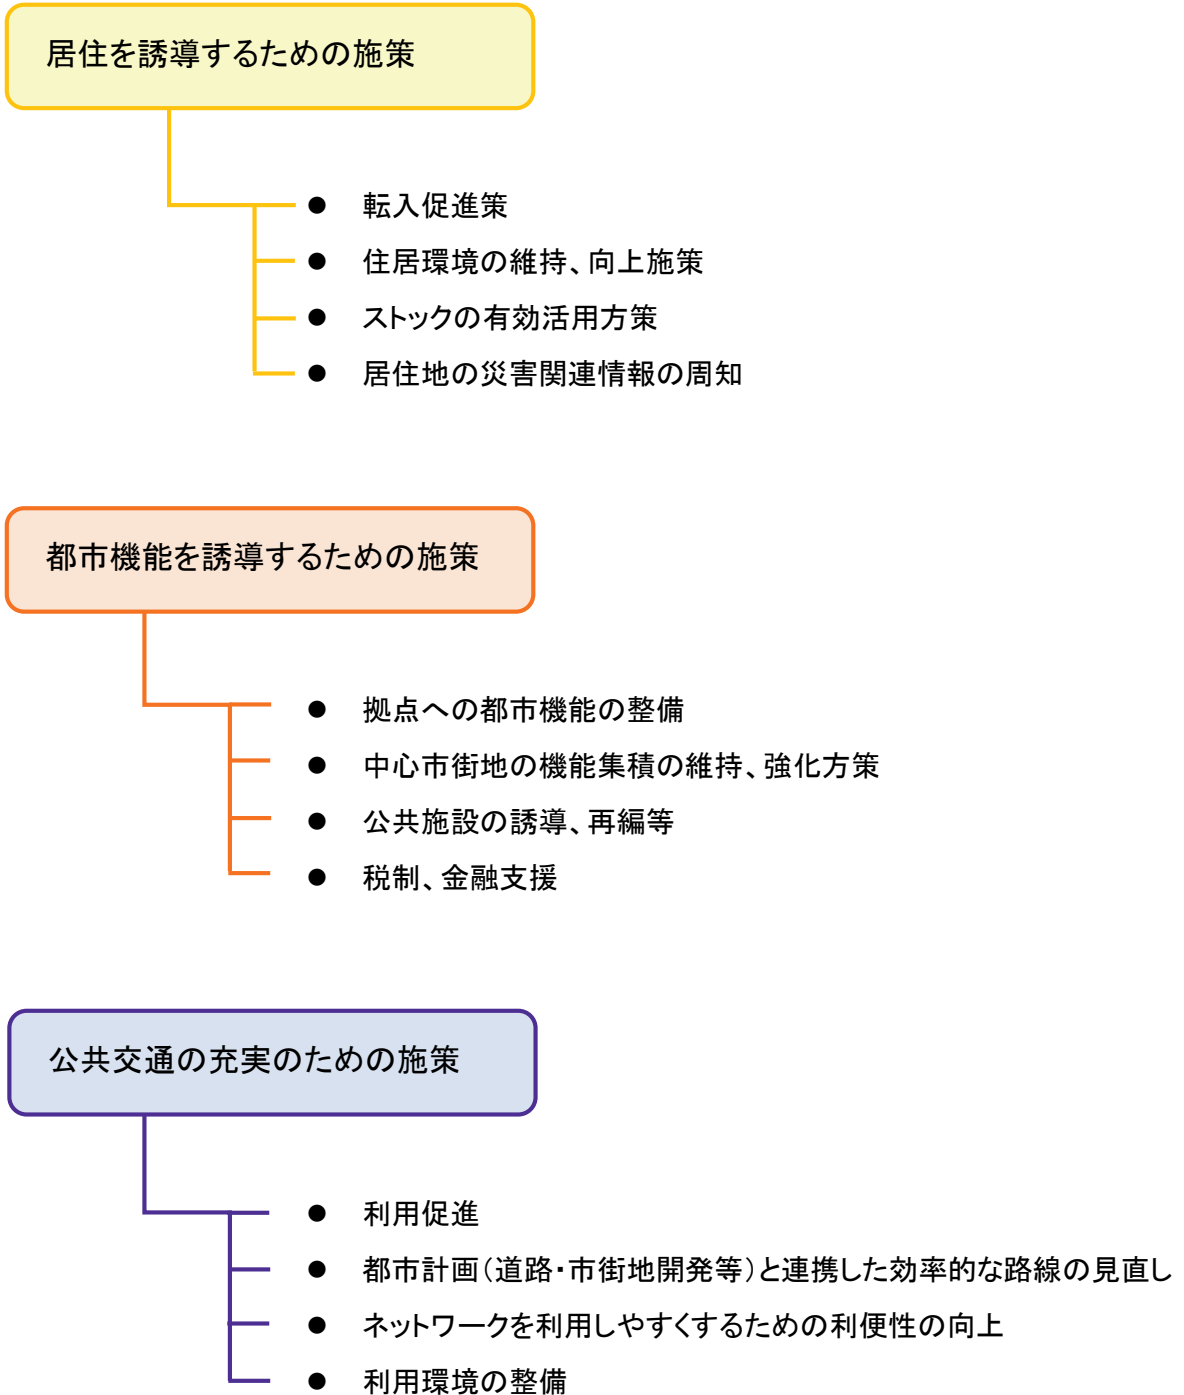 居住を誘導するための施策
● 転入促進策
● 住居環境の維持、向上施策
● ストックの有効活用方策
● 居住地の災害関連情報の周知
都市機能を誘導するための施策
● 拠点への都市機能の整備
● 中心市街地の機能集積の維持、強化方策
● 公共施設の誘導、再編等
● 税制、金融支援
公共交通の充実のための施策
● 利用促進
● 都市計画（道路・市街地開発等）と連携した効率的な路線の見直し
● ネットワークを利用しやすくするための利便性の向上
● 利用環境の整備